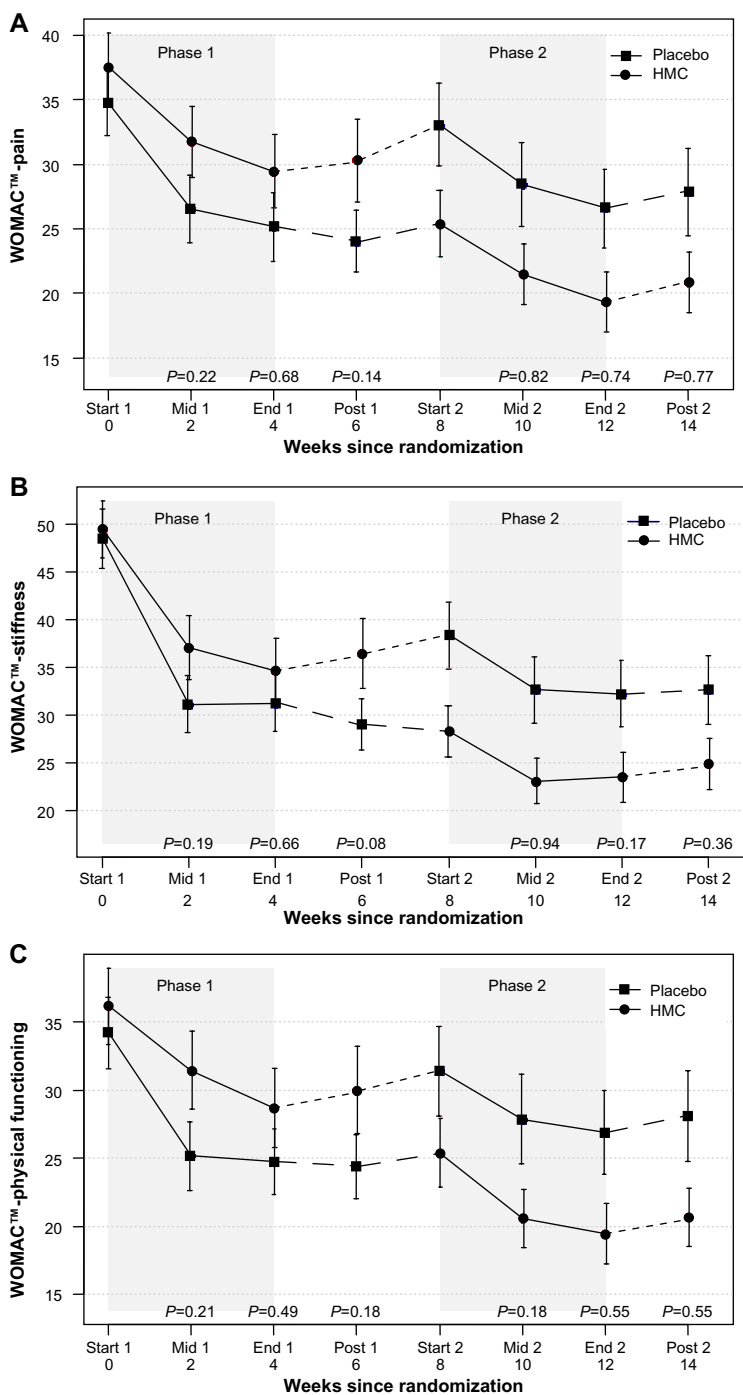 A
WOMAC™-pain
40
35
30
25
20
15
Phase 1
Phase 2
Placebo
HMC
P=0.22
P=0.68
P=0.14
P=0.82
P=0.74
P=0.77
Start 1 Mid 1 End 1 Post 1 Start 2 Mid 2 End 2 Post 2
0 2 4 6 8 10 12 14
Weeks since randomization
B
WOMAC™-stiffness
50
45
40
35
30
25
20
Phase 1
Phase 2
Placebo
HMC
P=0.19
P=0.66
P=0.08
P=0.94
P=0.17
P=0.36
Start 1 Mid 1 End 1 Post 1 Start 2 Mid 2 End 2 Post 2
0 2 4 6 8 10 12 14
Weeks since randomization
C
WOMAC™-physical functioning
35
30
25
20
15
Phase 1
Phase 2
Placebo
HMC
P=0.21
P=0.49
P=0.18
P=0.18
P=0.55
P=0.55
Start 1 Mid 1 End 1 Post 1 Start 2 Mid 2 End 2 Post 2
0 2 4 6 8 10 12 14
Weeks since randomization